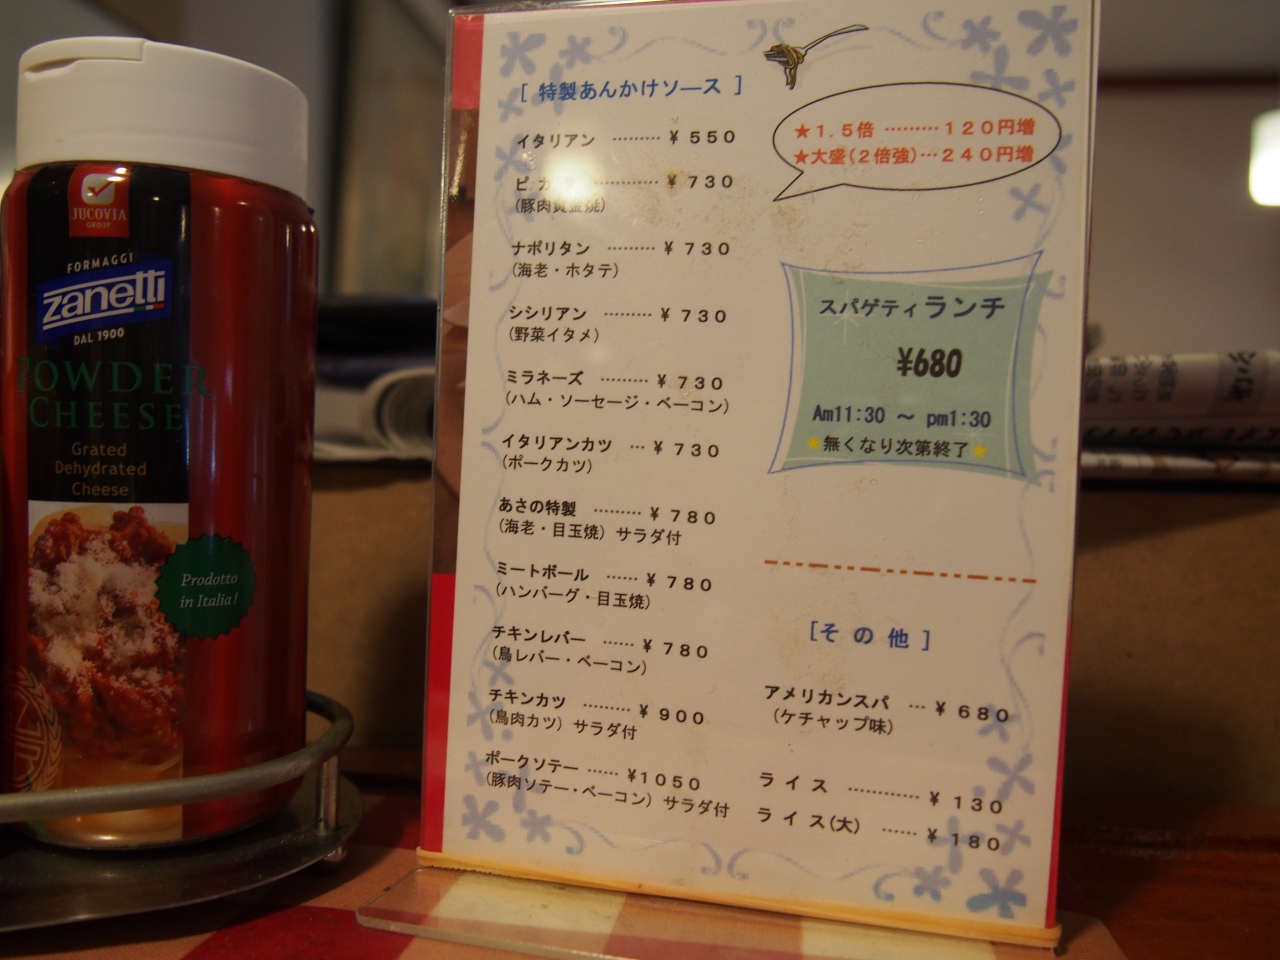 JUCOVIA
GROUP
FORMAGGI
zanetti
DAL 1900
POWDER
CHEESE
Grated
Dehydrated
Cheese
Prodotto
in Italia!
[ 特製あんかけソース ]
イタリアン ········· ¥ 550
········· ¥ 730
ナポリタン ········· ¥ 730
(海老・ホタテ)
シシリアン ········· ¥ 730
(野菜イタメ)
ミラネーズ ········· ¥ 730
(ハム・ソーセージ・ベーコン)
イタリアンカツ ··· ¥ 730
(ポークカツ)
あさの特製 ········· ¥ 780
(海老・目玉焼) サラダ付
ミートボール ······ ¥ 780
(ハンバーグ・目玉焼)
チキンレバー ······ ¥ 780
(鳥レバー・ベーコン)
チキンカツ ········· ¥ 900
(鳥肉カツ) サラダ付
ポークソテー ······ ¥1050
(豚肉ソテー・ベーコン) サラダ付
★1.5倍 ········· 120円増
★大盛(2倍強)···240円増
スパゲティランチ
¥680
Am11:30 ～ pm1:30
★無くなり次第終了★
[その他]
アメリカンスパ ··· ¥ 680
(ケチャップ味)
ライス ············ ¥ 130
ライス(大) ······ ¥ 180